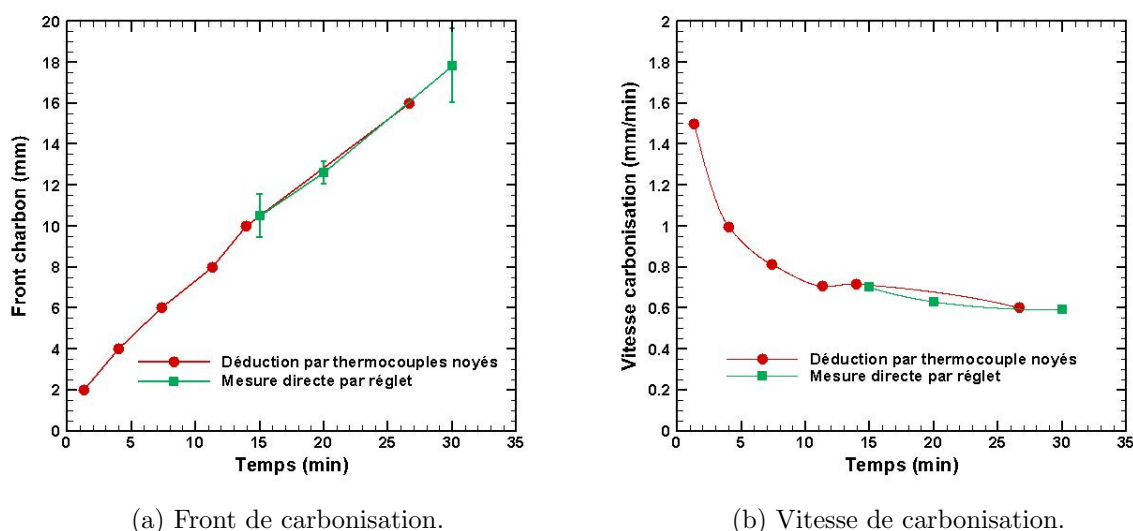 20
18
16
14
12
10
8
6
4
2
0
Front charbon (mm)
Déduction par thermocouples noyés
Mesure directe par réglet
0 5 10 15 20 25 30 35
Temps (min)
(a) Front de carbonisation.
2
1.8
1.6
1.4
1.2
1
0.8
0.6
0.4
0.2
0
Vitesse carbonisation (mm/min)
Déduction par thermocouple noyés
Mesure directe par réglet
0 5 10 15 20 25 30 35
Temps (min)
(b) Vitesse de carbonisation.